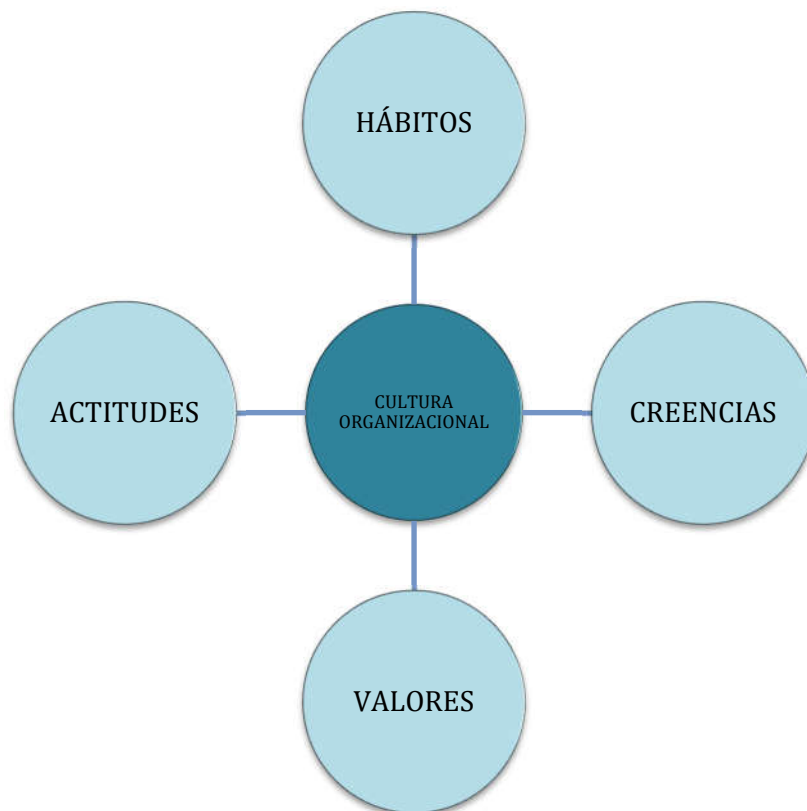 HÁBITOS
ACTITUDES
CULTURA
ORGANIZACIONAL
CREENCIAS
VALORES